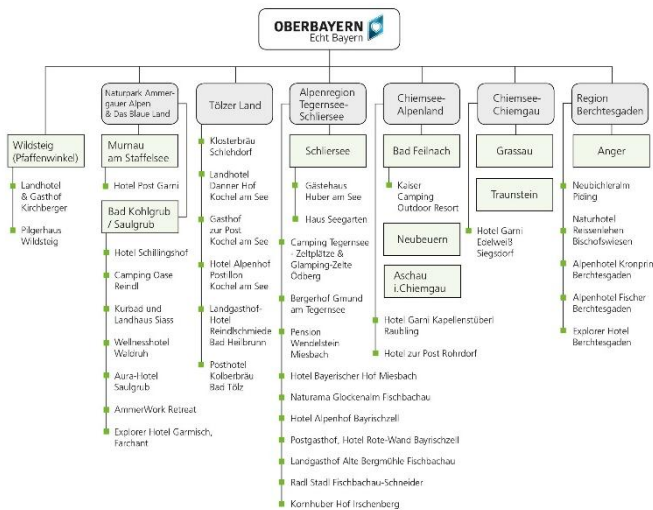 OBERBAYERN
Echt Bayern
Naturpark Ammer-
gauer Alpen
& Das Blaue Land
Tölzer Land
Alpenregion
Tegernsee-
Schliersee
Chiemsee-
Alpenland
Chiemsee-
Chiemgau
Region
Berchtesgaden
Wildsteig
(Pfaffenwinkel)
Landhotel
& Gasthof
Kirchberger
Pilgerhaus
Wildsteig
Murnau
am Staffelsee
Hotel Post Garni
Bad Kohlgrub
/ Saulgrub
Hotel Schillingshof
Camping Oase
Reindl
Kurbad und
Landhaus Siass
Wellnesshotel
Waldruh
Aura-Hotel
Saulgrub
AmmerWork Retreat
Explorer Hotel Garmisch,
Farchant
Klosterbräu
Schlehdorf
Landhotel
Danner Hof
Kochel am See
Gasthof
zur Post
Kochel am See
Hotel Alpenhof
Postillon
Kochel am See
Landgasthof-
Hotel
Reindlschmiede
Bad Heilbrunn
Posthotel
Kolberbräu
Bad Tölz
Schliersee
Gästehaus
Huber am See
Haus Seegarten
Camping Tegernsee
- Zeltplätze &
Glamping-Zelte
Ödberg
Bergerhof Gmund
am Tegernsee
Pension
Wendelstein
Miesbach
Hotel Bayerischer Hof Miesbach
Naturama Glockenalm Fischbachau
Hotel Alpenhof Bayrischzell
Postgasthof, Hotel Rote-Wand Bayrischzell
Landgasthof Alte Bergmühle Fischbachau
Radl Stadl Fischbachau-Schneider
Kornhuber Hof Irschenberg
Bad Feilnach
Kaiser
Camping
Outdoor Resort
Neubeuern
Aschau
i.Chiemgau
Hotel Garni Kapellenstüberl
Raubling
Hotel zur Post Rohrdorf
Grassau
Traunstein
Hotel Garni
Edelweiß
Siegsdorf
Anger
Neubichleralm
Piding
Naturhotel
Reissenlehen
Bischofswiesen
Alpenhotel Kronprinz
Berchtesgaden
Alpenhotel Fischer
Berchtesgaden
Explorer Hotel
Berchtesgaden